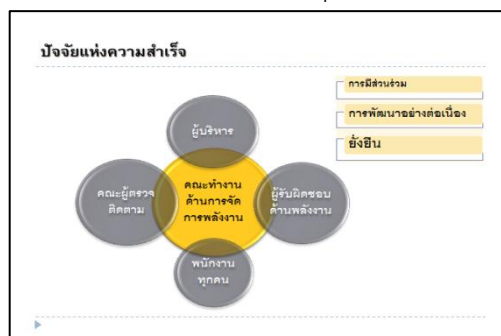 ปัจจัยแห่งความสำเร็จ
การมีส่วนร่วม
การพัฒนาอย่างต่อเนื่อง
ยั่งยืน
ผู้บริหาร
คณะผู้ตรวจ
ติดตาม
คณะทำงาน
ด้านการจัด
การพลังงาน
ผู้รับผิดชอบ
ด้านพลังงาน
พนักงาน
ทุกคน